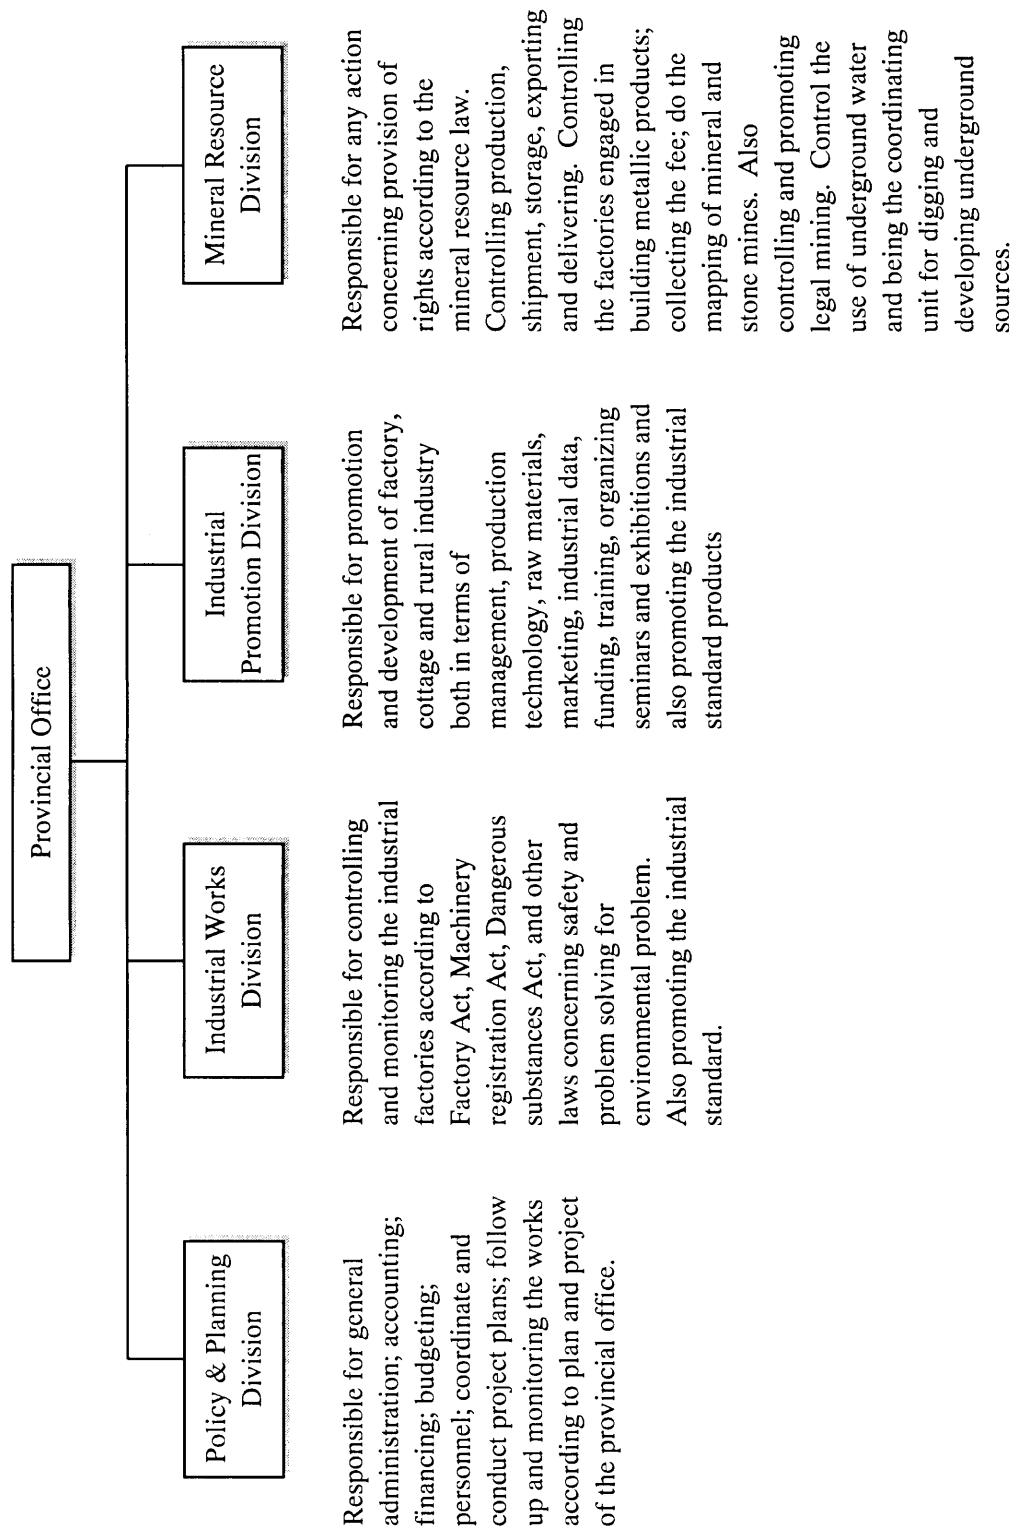 Provincial Office
Policy & Planning
Division
Responsible for general
administration; accounting;
financing; budgeting;
personnel; coordinate and
conduct project plans; follow
up and monitoring the works
according to plan and project
of the provincial office.
Industrial Works
Division
Responsible for controlling
and monitoring the industrial
factories according to
Factory Act, Machinery
registration Act, Dangerous
substances Act, and other
laws concerning safety and
problem solving for
environmental problem.
Also promoting the industrial
standard.
Industrial
Promotion Division
Responsible for promotion
and development of factory,
cottage and rural industry
both in terms of
management, production
technology, raw materials,
marketing, industrial data,
funding, training, organizing
seminars and exhibitions and
also promoting the industrial
standard products
Mineral Resource
Division
Responsible for any action
concerning provision of
rights according to the
mineral resource law.
Controlling production,
shipment, storage, exporting
and delivering. Controlling
the factories engaged in
building metallic products;
collecting the fee; do the
mapping of mineral and
stone mines. Also
controlling and promoting
legal mining. Control the
use of underground water
and being the coordinating
unit for digging and
developing underground
sources.